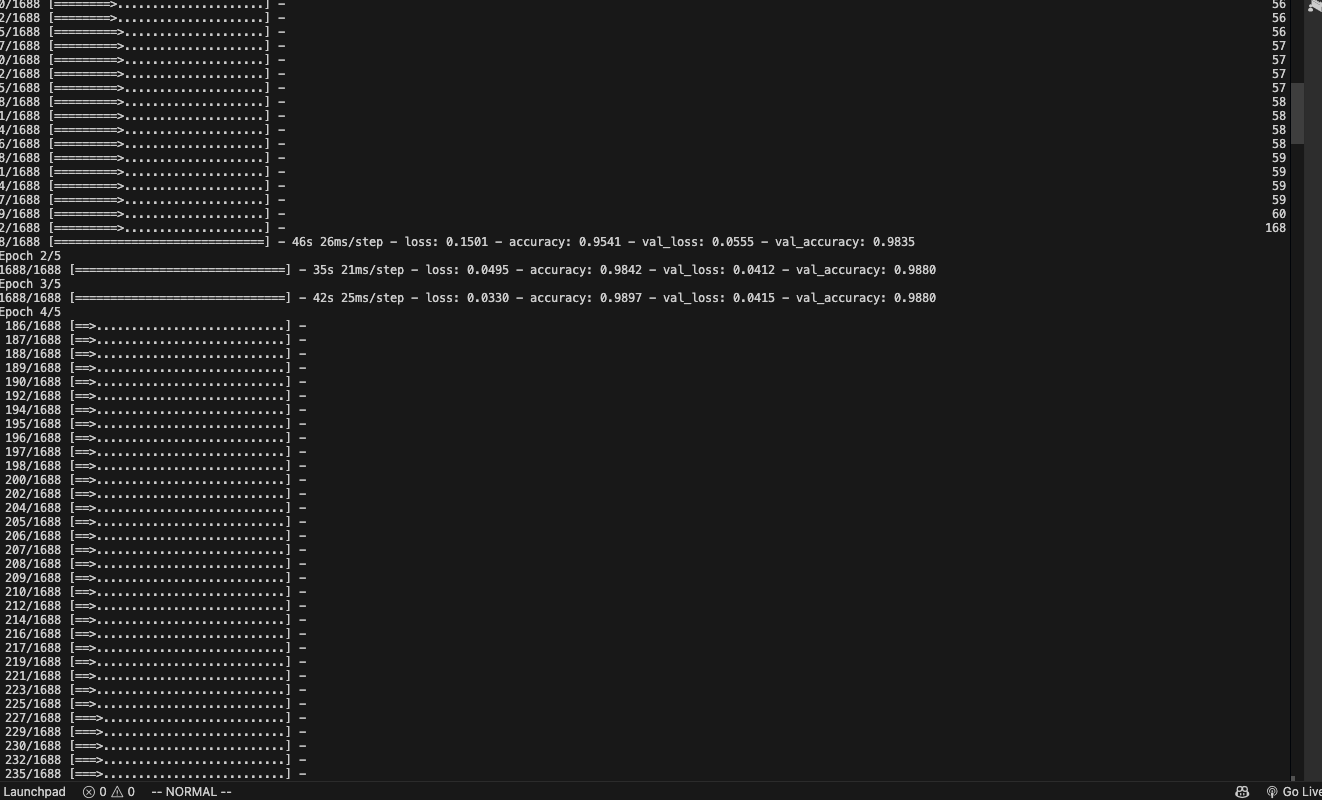 0/1688 [========>.....................] - 56
2/1688 [========>.....................] - 56
5/1688 [=========>....................] - 56
7/1688 [=========>....................] - 57
0/1688 [=========>....................] - 57
2/1688 [=========>....................] - 57
5/1688 [=========>....................] - 57
8/1688 [=========>....................] - 58
1/1688 [=========>....................] - 58
4/1688 [=========>....................] - 58
6/1688 [=========>....................] - 58
8/1688 [=========>....................] - 59
1/1688 [=========>....................] - 59
4/1688 [=========>....................] - 59
7/1688 [=========>....................] - 59
9/1688 [=========>....................] - 60
2/1688 [=========>....................] - 168
8/1688 [==============================] - 46s 26ms/step - loss: 0.1501 - accuracy: 0.9541 - val_loss: 0.0555 - val_accuracy: 0.9835
Epoch 2/5
1688/1688 [==============================] - 35s 21ms/step - loss: 0.0495 - accuracy: 0.9842 - val_loss: 0.0412 - val_accuracy: 0.9880
Epoch 3/5
1688/1688 [==============================] - 42s 25ms/step - loss: 0.0330 - accuracy: 0.9897 - val_loss: 0.0415 - val_accuracy: 0.9880
Epoch 4/5
186/1688 [==>...........................] -
187/1688 [==>...........................] -
188/1688 [==>...........................] -
189/1688 [==>...........................] -
190/1688 [==>...........................] -
192/1688 [==>...........................] -
194/1688 [==>...........................] -
195/1688 [==>...........................] -
196/1688 [==>...........................] -
197/1688 [==>...........................] -
198/1688 [==>...........................] -
200/1688 [==>...........................] -
202/1688 [==>...........................] -
204/1688 [==>...........................] -
205/1688 [==>...........................] -
206/1688 [==>...........................] -
207/1688 [==>...........................] -
208/1688 [==>...........................] -
209/1688 [==>...........................] -
210/1688 [==>...........................] -
212/1688 [==>...........................] -
214/1688 [==>...........................] -
216/1688 [==>...........................] -
217/1688 [==>...........................] -
219/1688 [==>...........................] -
221/1688 [==>...........................] -
223/1688 [==>...........................] -
225/1688 [==>...........................] -
227/1688 [===>..........................] -
229/1688 [===>..........................] -
230/1688 [===>..........................] -
232/1688 [===>..........................] -
235/1688 [===>..........................] -
Launchpad 0 0 -- NORMAL -- Go Live